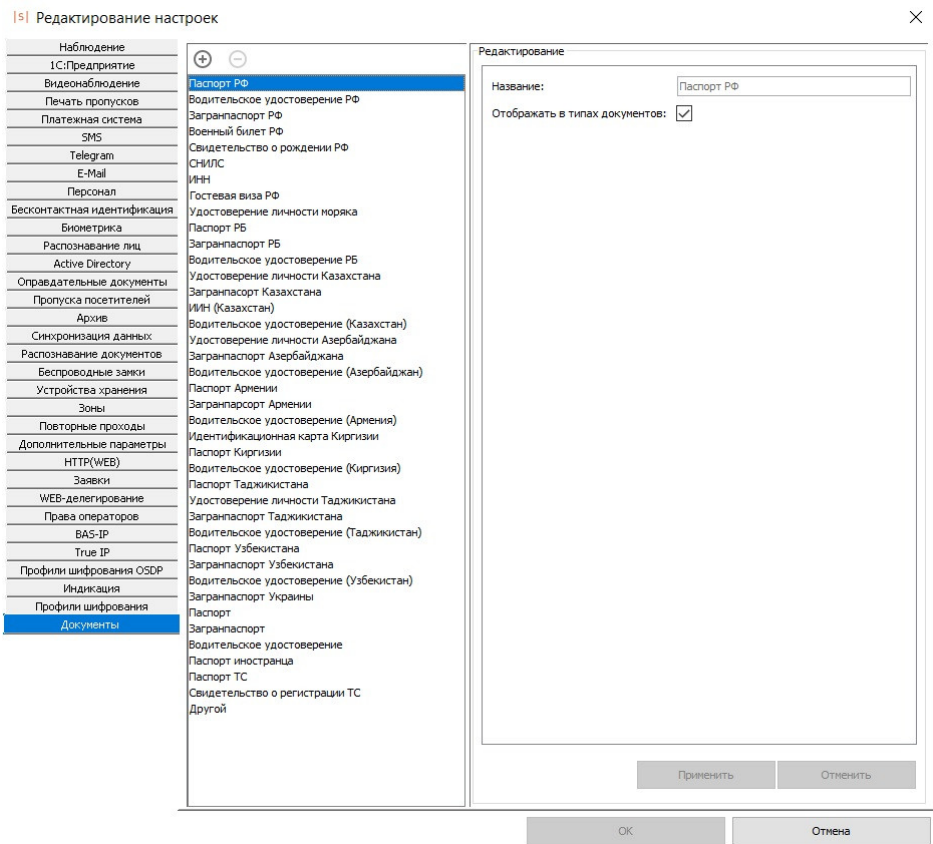 |s| Редактирование настроек
Наблюдение
1С:Предприятие
Видеонаблюдение
Печать пропусков
Платежная система
SMS
Telegram
E-Mail
Персонал
Бесконтактная идентификация
Биометрика
Распознавание лиц
Active Directory
Оправдательные документы
Пропуска посетителей
Архив
Синхронизация данных
Распознавание документов
Беспроводные замки
Устройства хранения
Зоны
Повторные проходы
Дополнительные параметры
HTTP(WEB)
Заявки
WEB-делегирование
Права операторов
BAS-IP
True IP
Профили шифрования OSDP
Индикация
Профили шифрования
Документы
Паспорт РФ
Водительское удостоверение РФ
Загранпаспорт РФ
Военный билет РФ
Свидетельство о рождении РФ
СНИЛС
ИНН
Гостевая виза РФ
Удостоверение личности моряка
Паспорт РБ
Загранпаспорт РБ
Водительское удостоверение РБ
Удостоверение личности Казахстана
Загранпасорт Казахстана
ИИН (Казахстан)
Водительское удостоверение (Казахстан)
Удостоверение личности Азербайджана
Загранпаспорт Азербайджана
Водительское удостоверение (Азербайджан)
Паспорт Армении
Загранпарсорт Армении
Водительское удостоверение (Армения)
Идентификационная карта Киргизии
Паспорт Киргизии
Водительское удостоверение (Киргизия)
Паспорт Таджикистана
Удостоверение личности Таджикистана
Загранпаспорт Таджикистана
Водительское удостоверение (Таджикистан)
Паспорт Узбекистана
Загранпаспорт Узбекистана
Водительское удостоверение (Узбекистан)
Загранпаспорт Украины
Паспорт
Загранпаспорт
Водительское удостоверение
Паспорт иностранца
Паспорт ТС
Свидетельство о регистрации ТС
Другой
Редактирование
Название: Паспорт РФ
Отображать в типах документов:
Применить Отменить
ОК Отмена